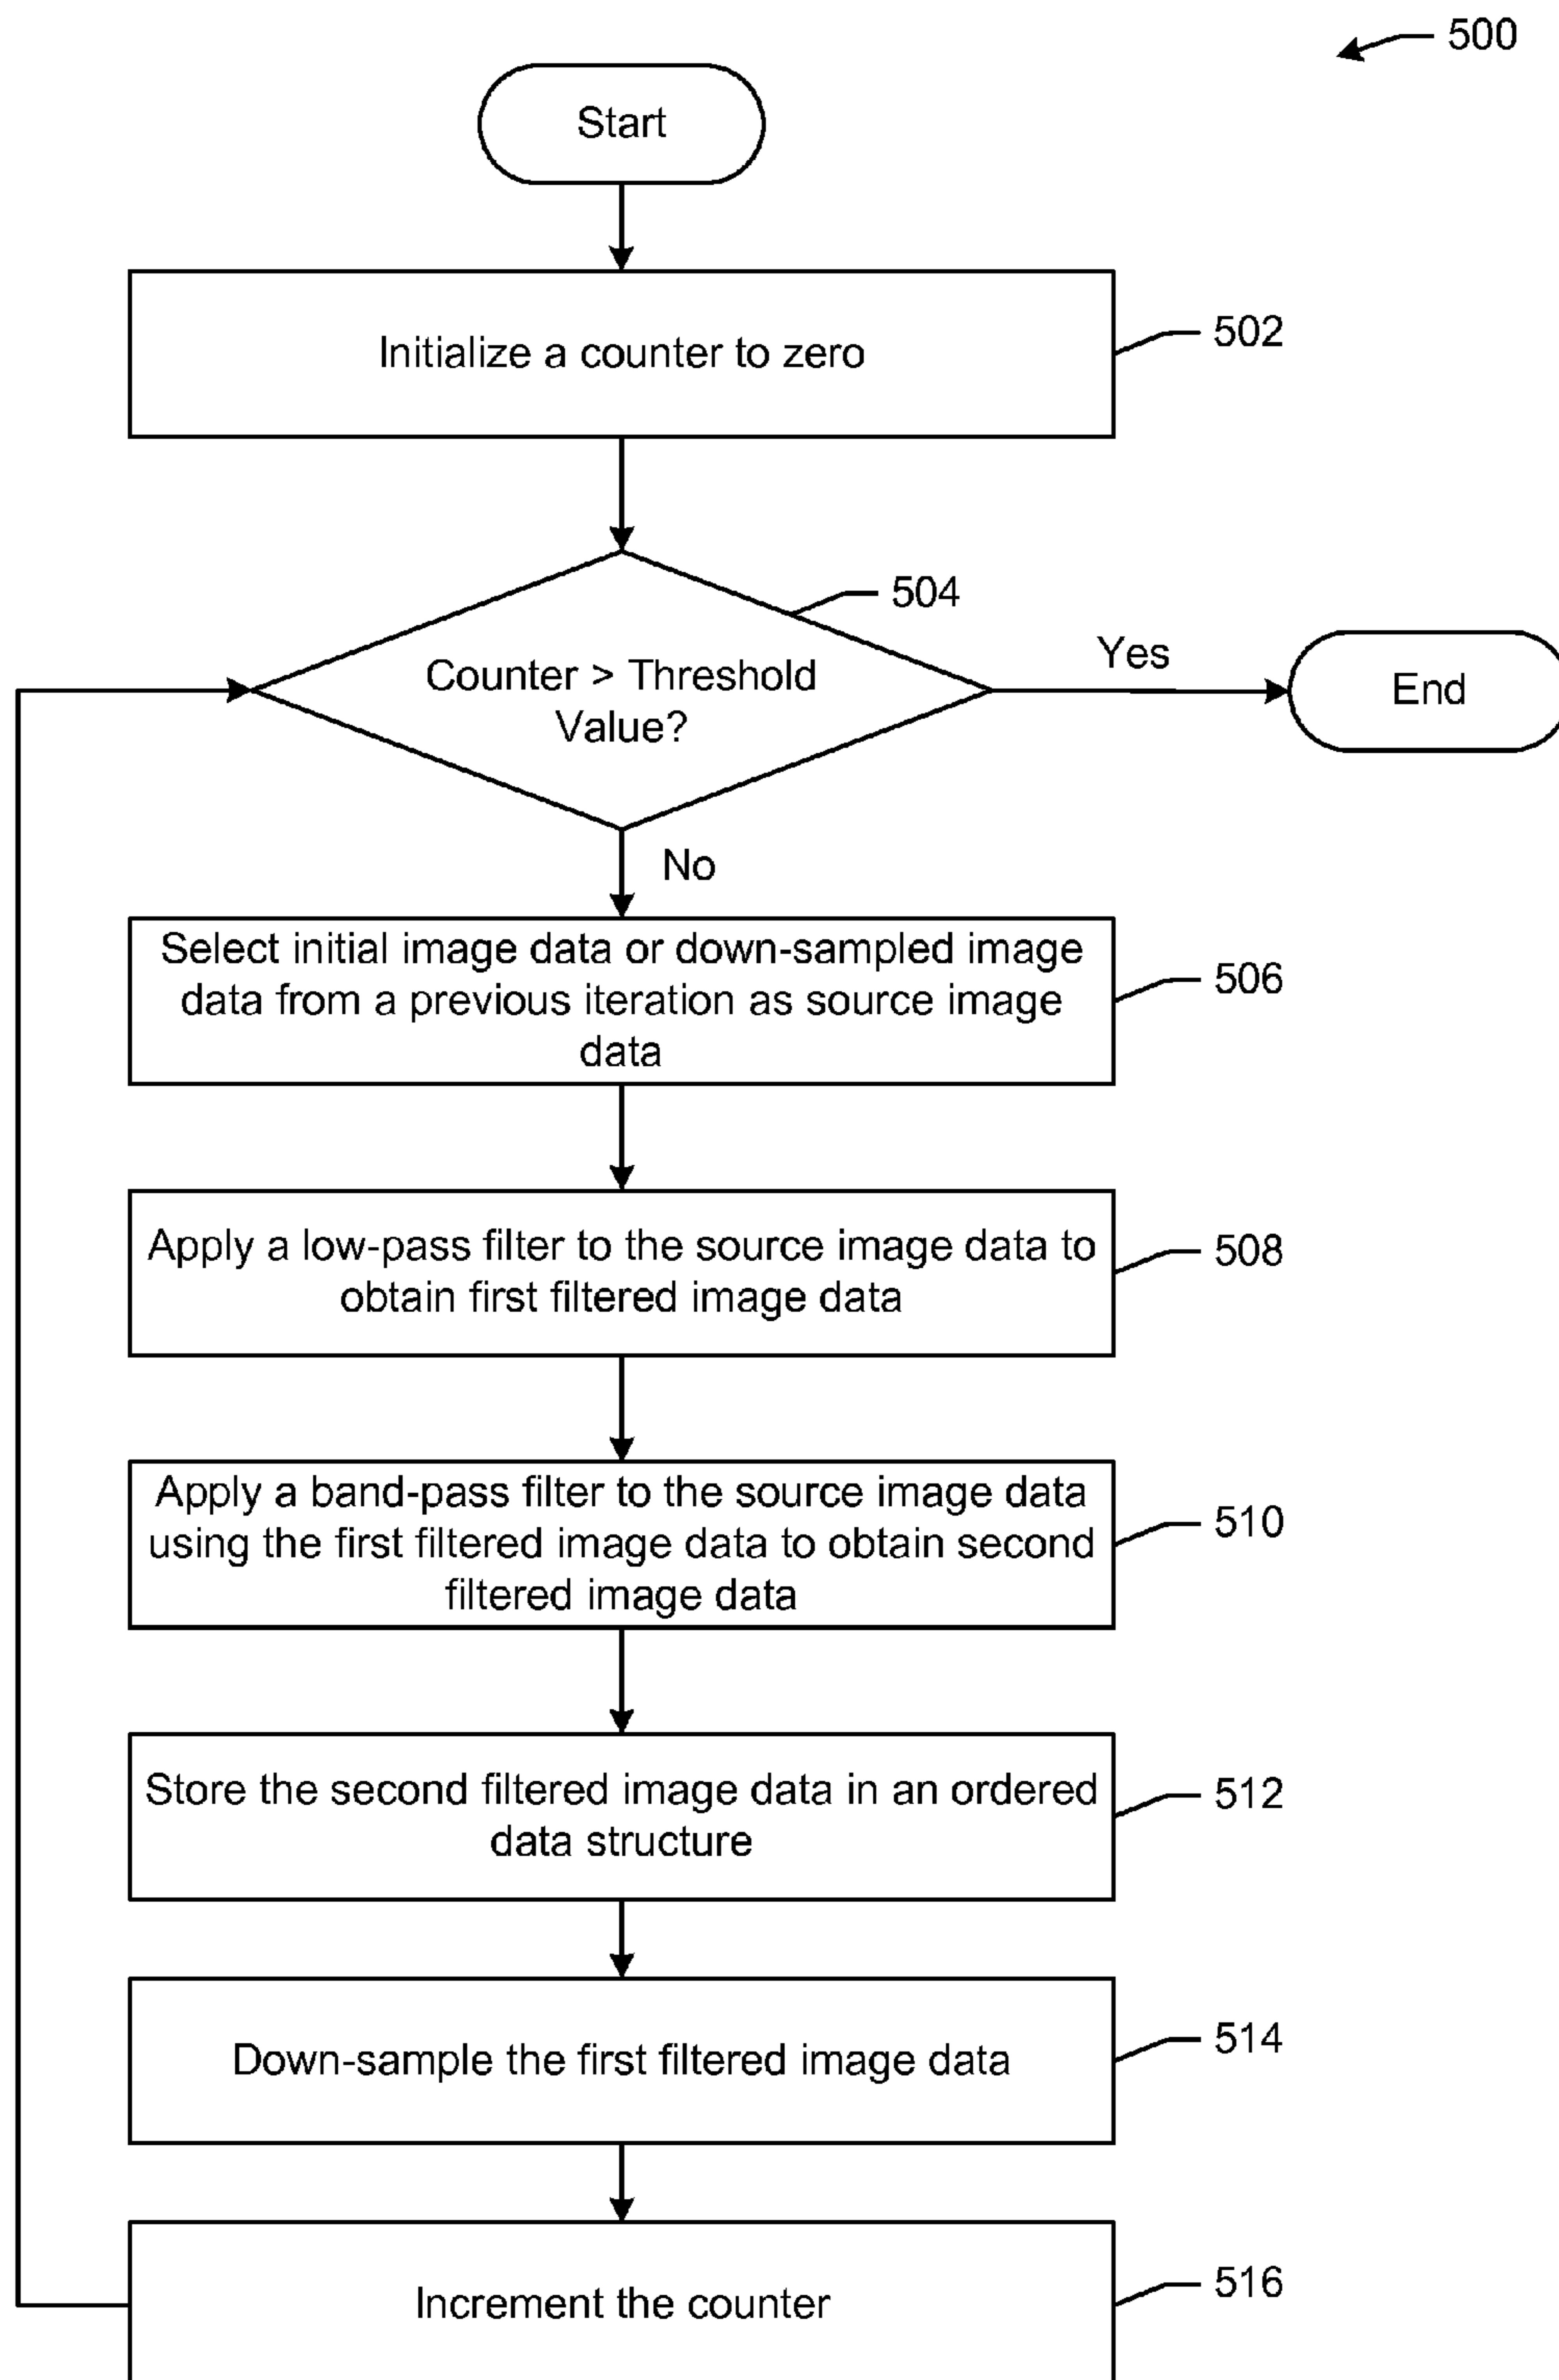 500
Start
Initialize a counter to zero
502
504
Counter > Threshold
Value?
Yes
End
No
Select initial image data or down-sampled image
data from a previous iteration as source image
data
506
Apply a low-pass filter to the source image data to
obtain first filtered image data
508
Apply a band-pass filter to the source image data
using the first filtered image data to obtain second
filtered image data
510
Store the second filtered image data in an ordered
data structure
512
Down-sample the first filtered image data
514
Increment the counter
516